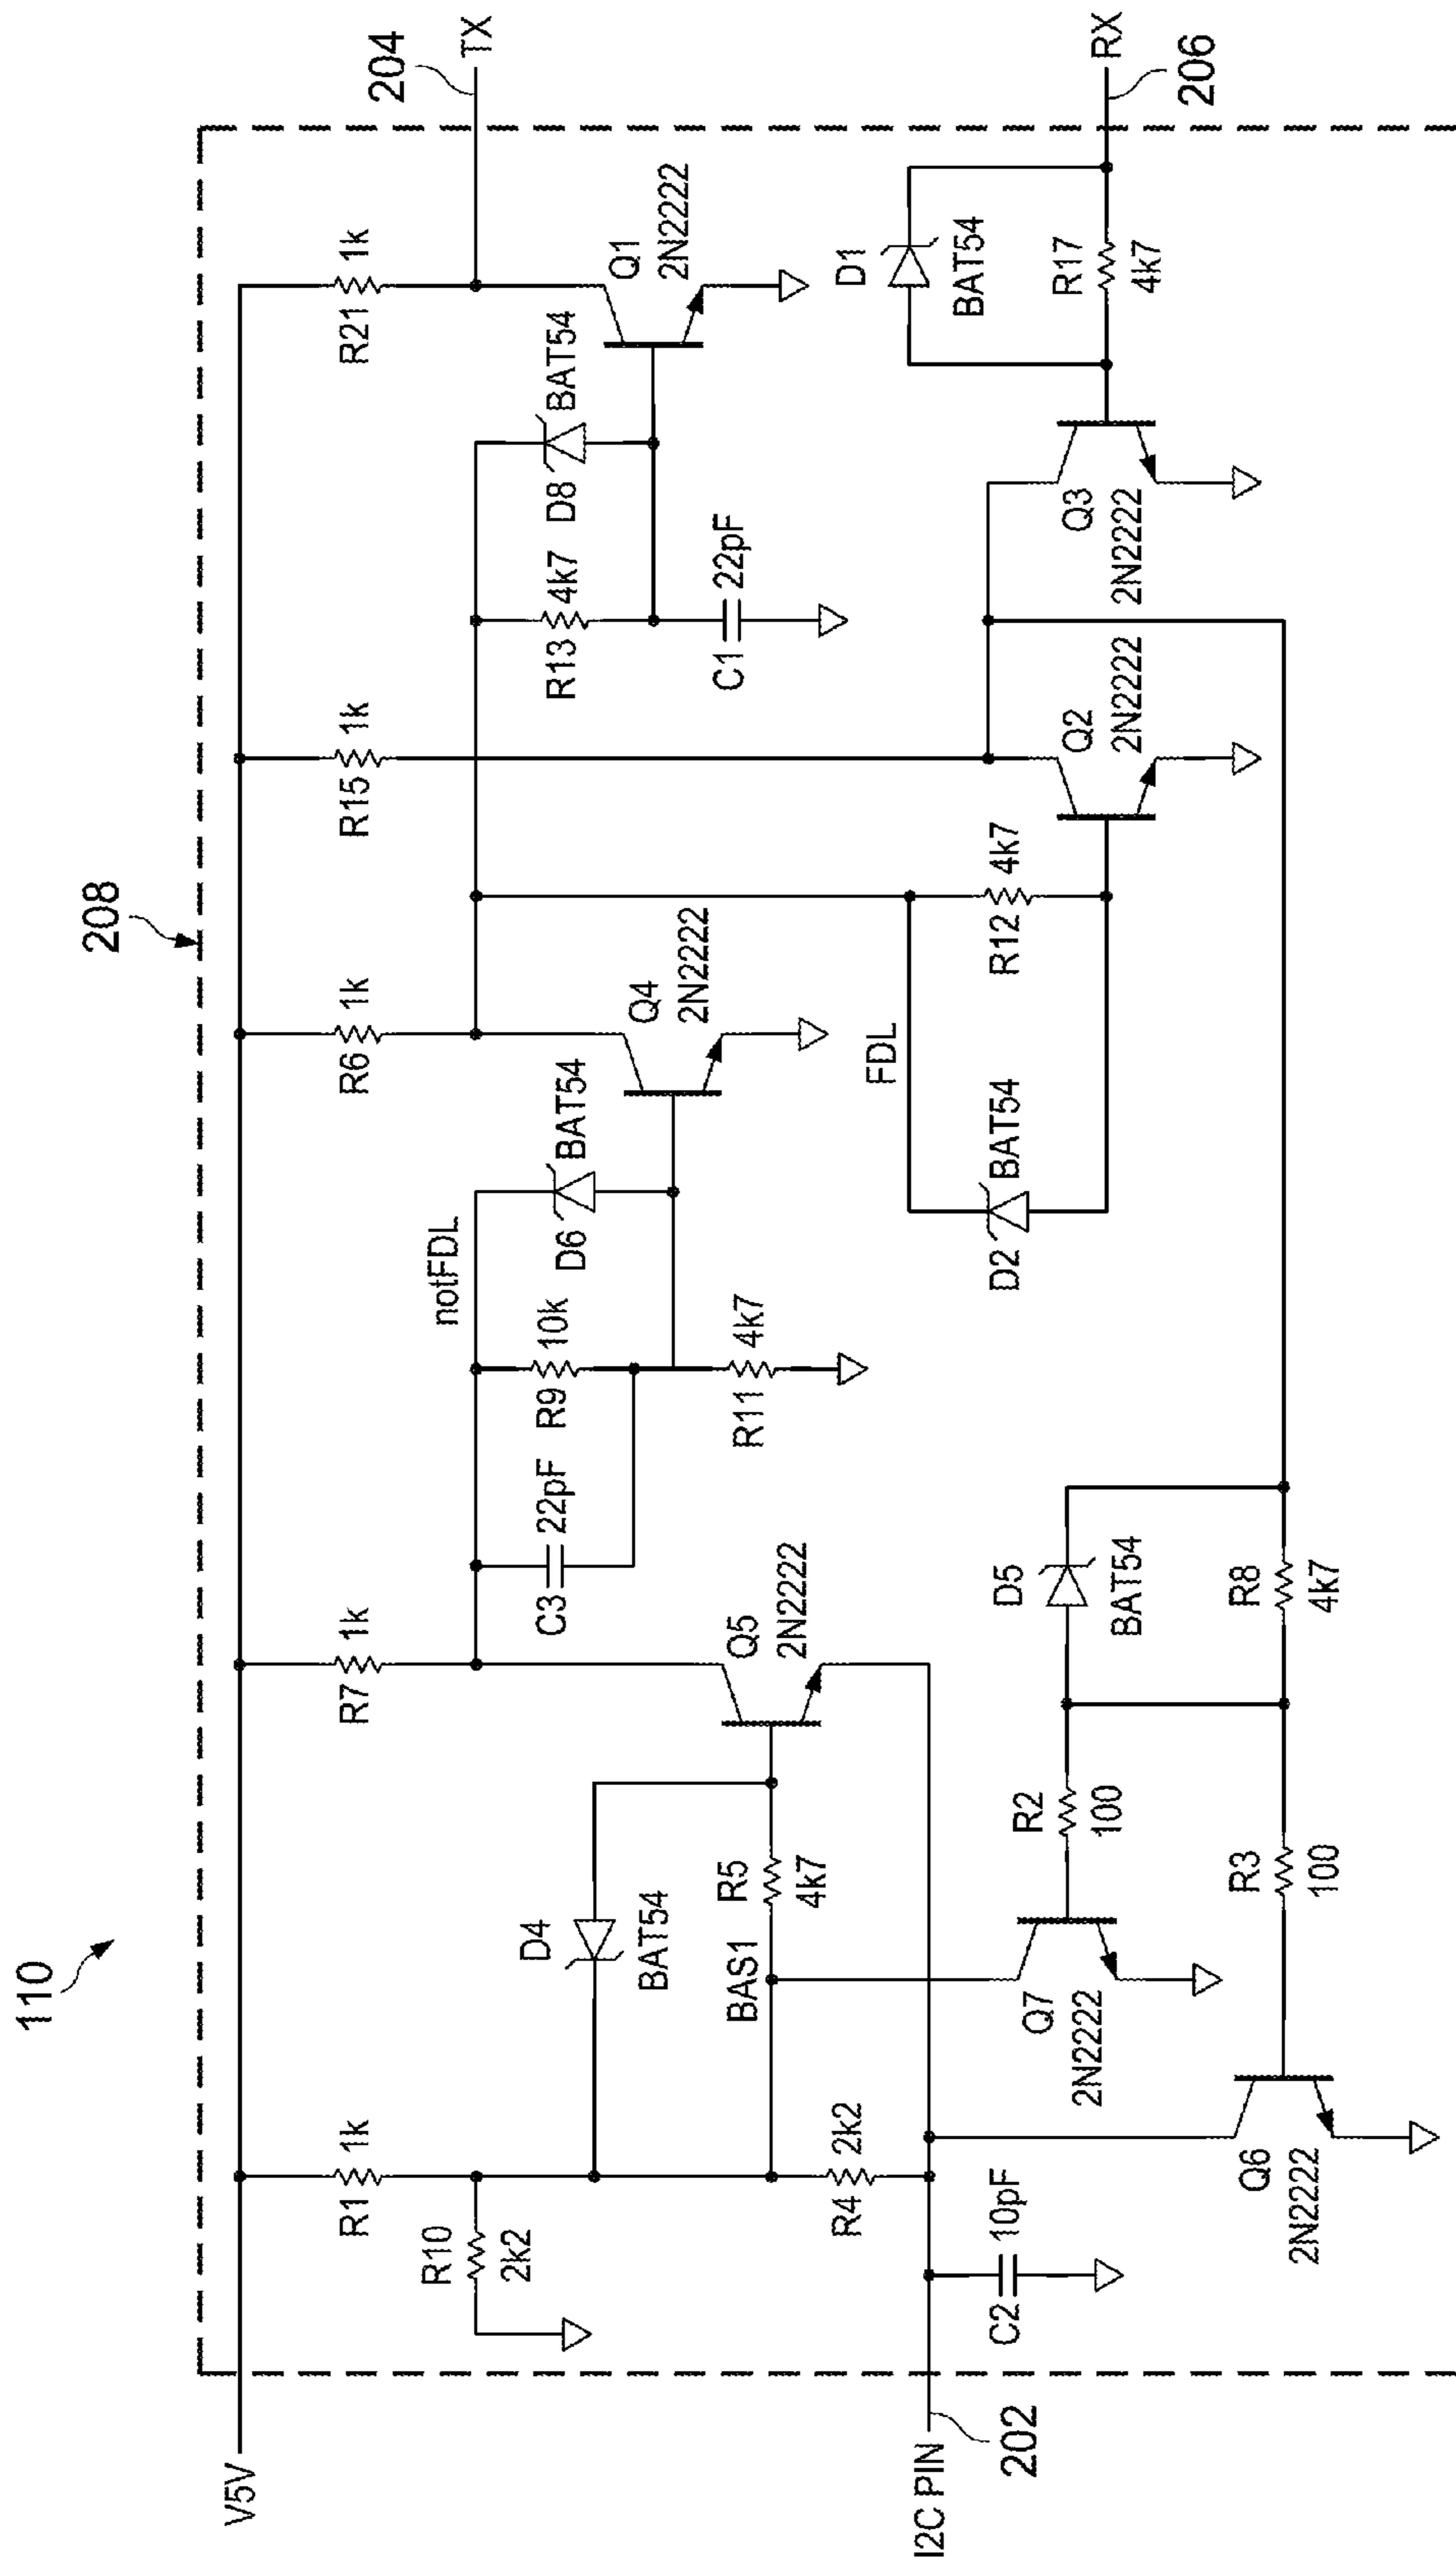 110
208
V5V
R1 1k
R7 1k
R6 1k
R15 1k
R21 1k
204
TX
R10
2k2
D4
BAT54
notFDL
C3 22pF
R9 10k
D6
BAT54
R13 4k7
D8
BAT54
BAS1
R5
4k7
Q5
2N2222
R11 4k7
Q4
2N2222
C1 22pF
Q1
2N2222
R4 2k2
FDL
D1
BAT54
I2C PIN
202
C2 10pF
Q7
2N2222
R2
100
D5
BAT54
D2
BAT54
R12 4k7
Q2
2N2222
Q3
2N2222
R17
4k7
RX
206
Q6
2N2222
R3
100
R8
4k7